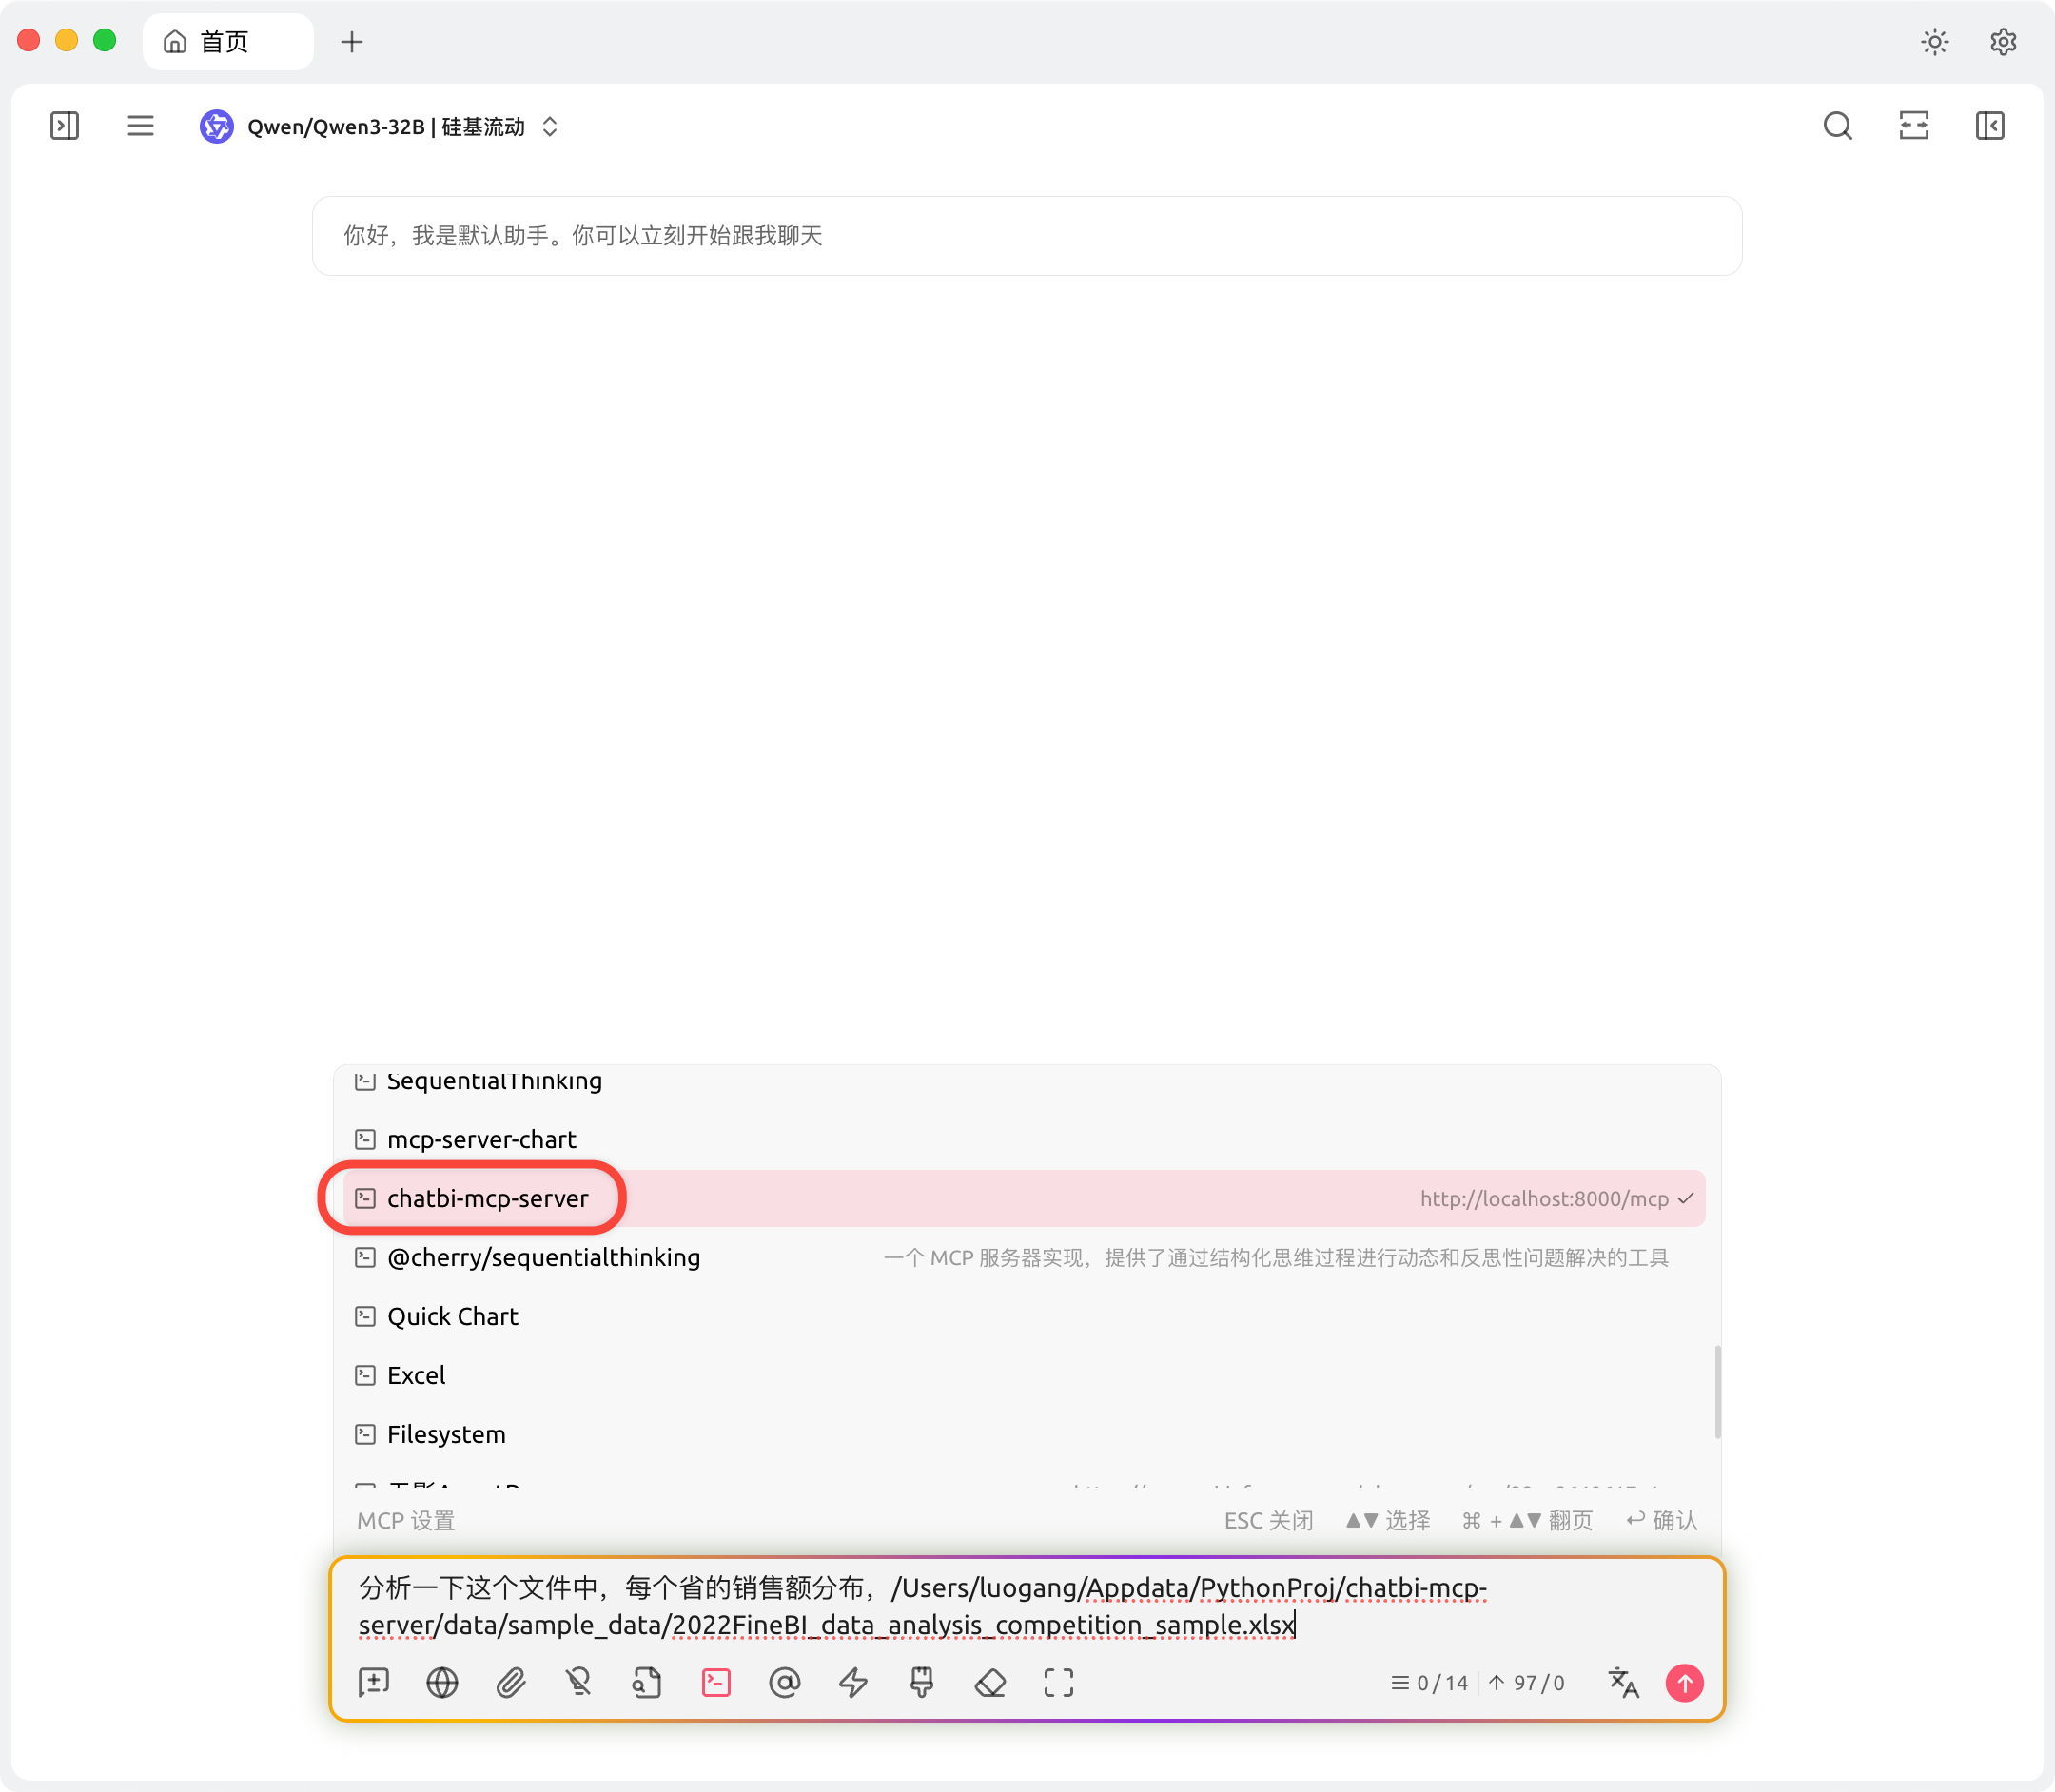 首页
Qwen/Qwen3-32B | 硅基流动
你好，我是默认助手。你可以立刻开始跟我聊天
SequentialThinking
mcp-server-chart
chatbi-mcp-server http://localhost:8000/mcp
@cherry/sequentialthinking 一个 MCP 服务器实现，提供了通过结构化思维过程进行动态和反思性问题解决的工具
Quick Chart
Excel
Filesystem
MCP 设置 ESC 关闭 ▲▼ 选择 ⌘ + ▲▼ 翻页 ↩ 确认
分析一下这个文件中，每个省的销售额分布，/Users/luogang/Appdata/PythonProj/chatbi-mcp-
server/data/sample_data/2022FineBI_data_analysis_competition_sample.xlsx
0 / 14 ↑ 97 / 0